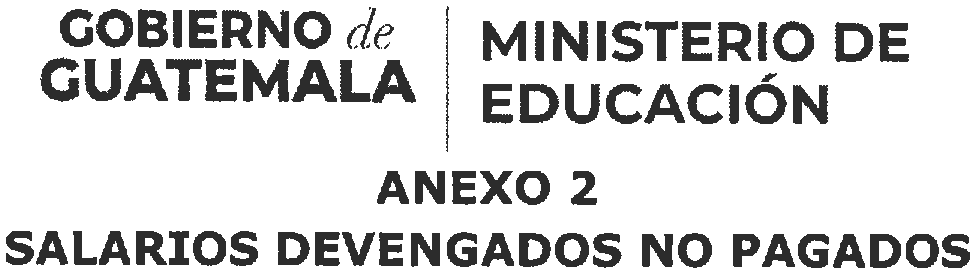 GOBIERNO de
GUATEMALA
MINISTERIO DE
EDUCACIÓN
ANEXO 2
SALARIOS DEVENGADOS NO PAGADOS